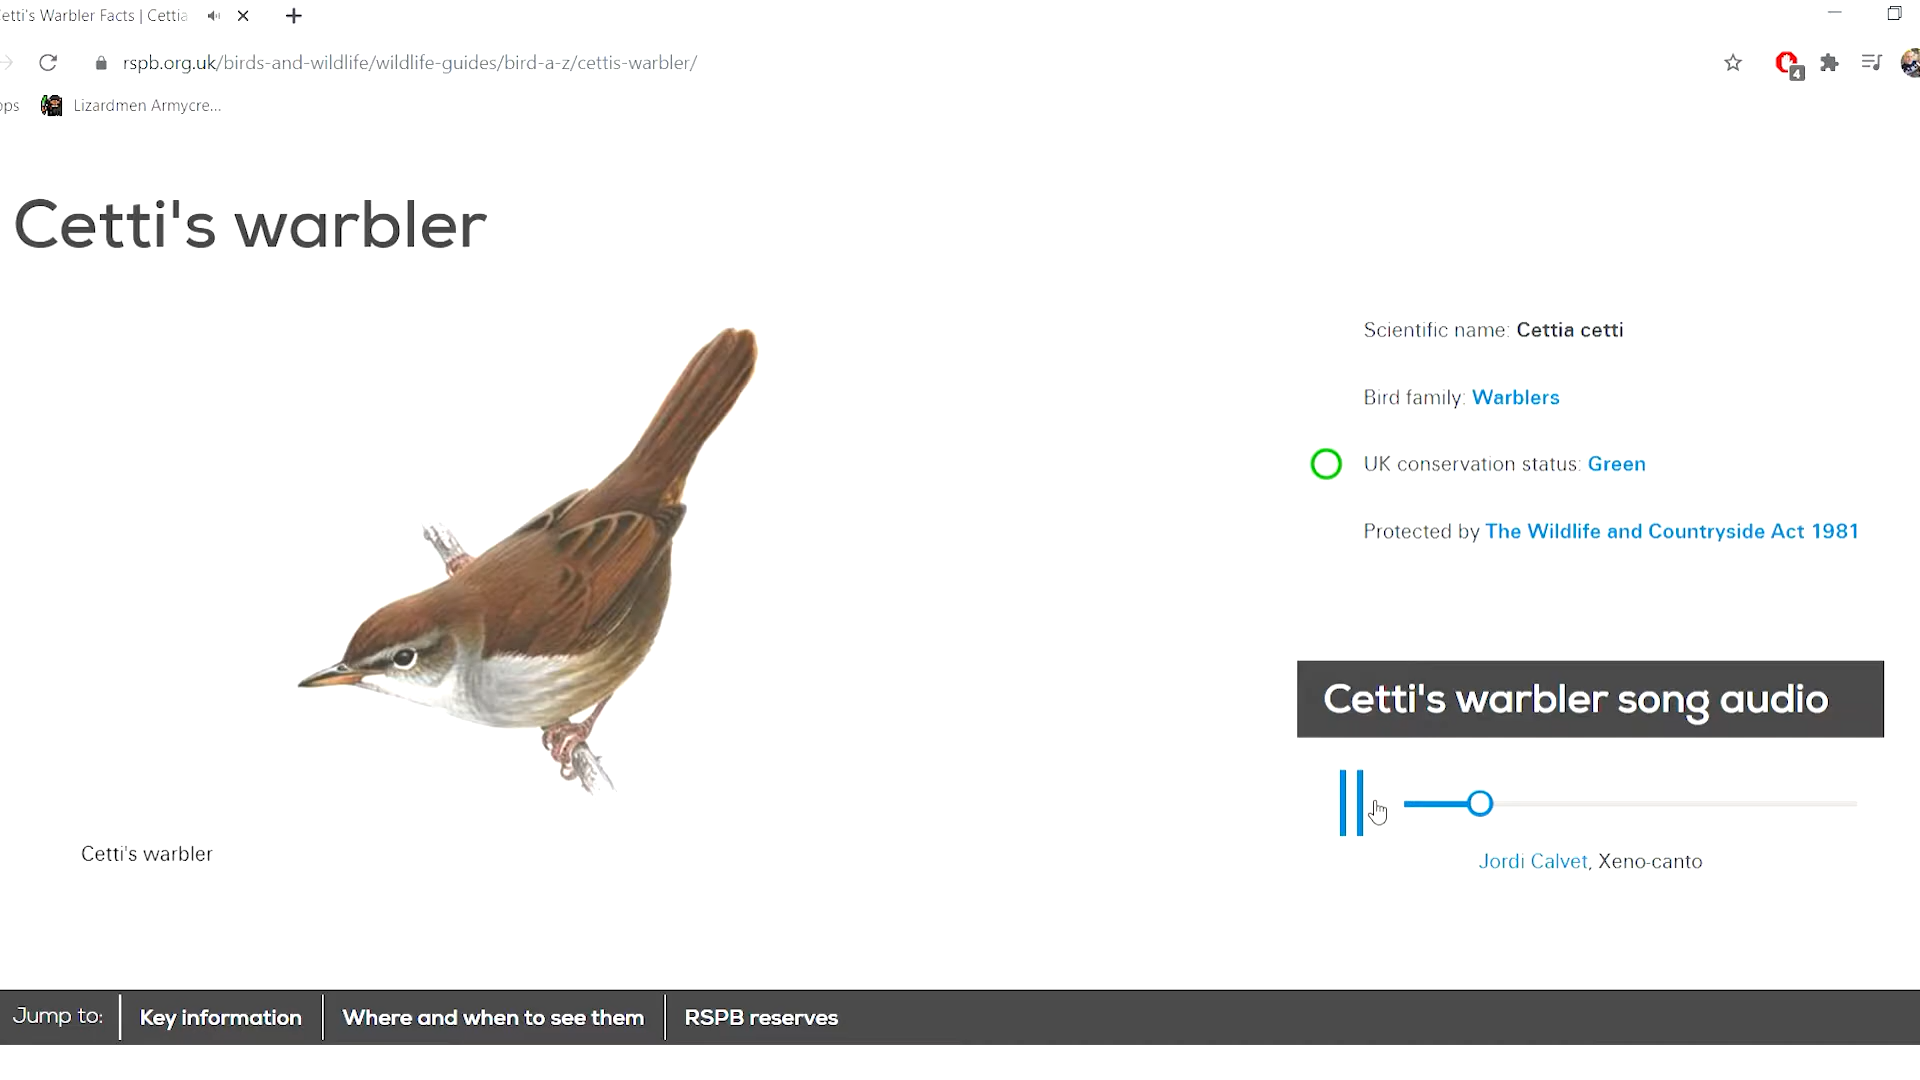 etti's Warbler Facts | Cettia
rspb.org.uk/birds-and-wildlife/wildlife-guides/bird-a-z/cettis-warbler/
4
ops
Lizardmen Armycre...
Cetti's warbler
Scientific name: Cettia cetti
Bird family: Warblers
UK conservation status: Green
Protected by The Wildlife and Countryside Act 1981
Cetti's warbler song audio
Jordi Calvet, Xeno-canto
Cetti's warbler
Jump to:
Key information
Where and when to see them
RSPB reserves